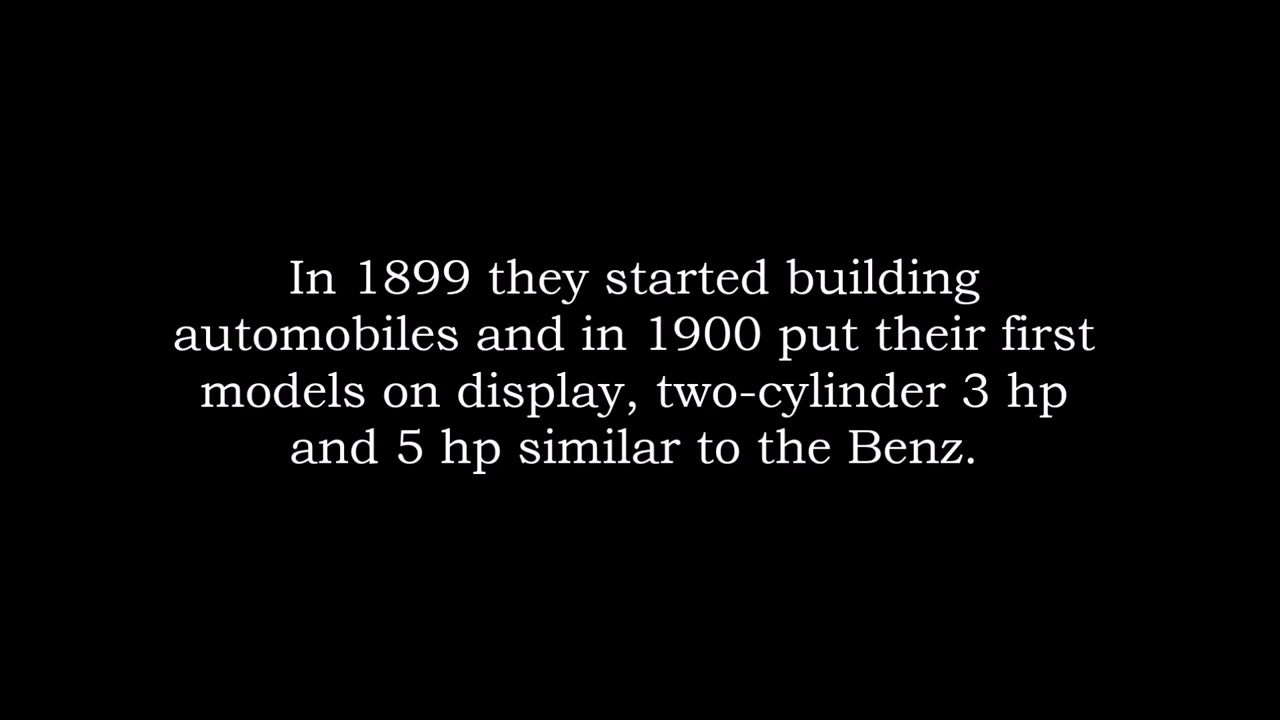 In 1899 they started building
automobiles and in 1900 put their first
models on display, two-cylinder 3 hp
and 5 hp similar to the Benz.